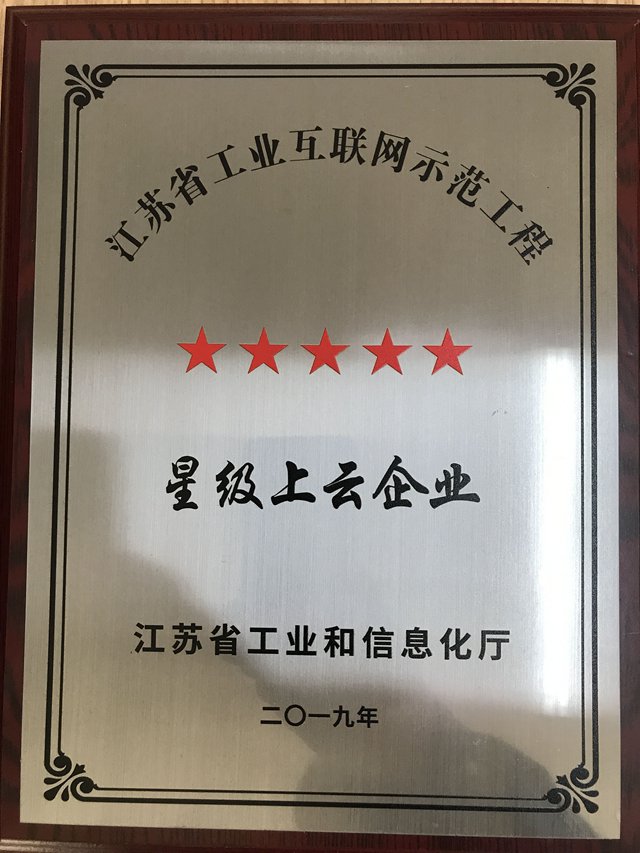 江苏省工业互联网示范工程
星级上云企业
江苏省工业和信息化厅
二〇一九年